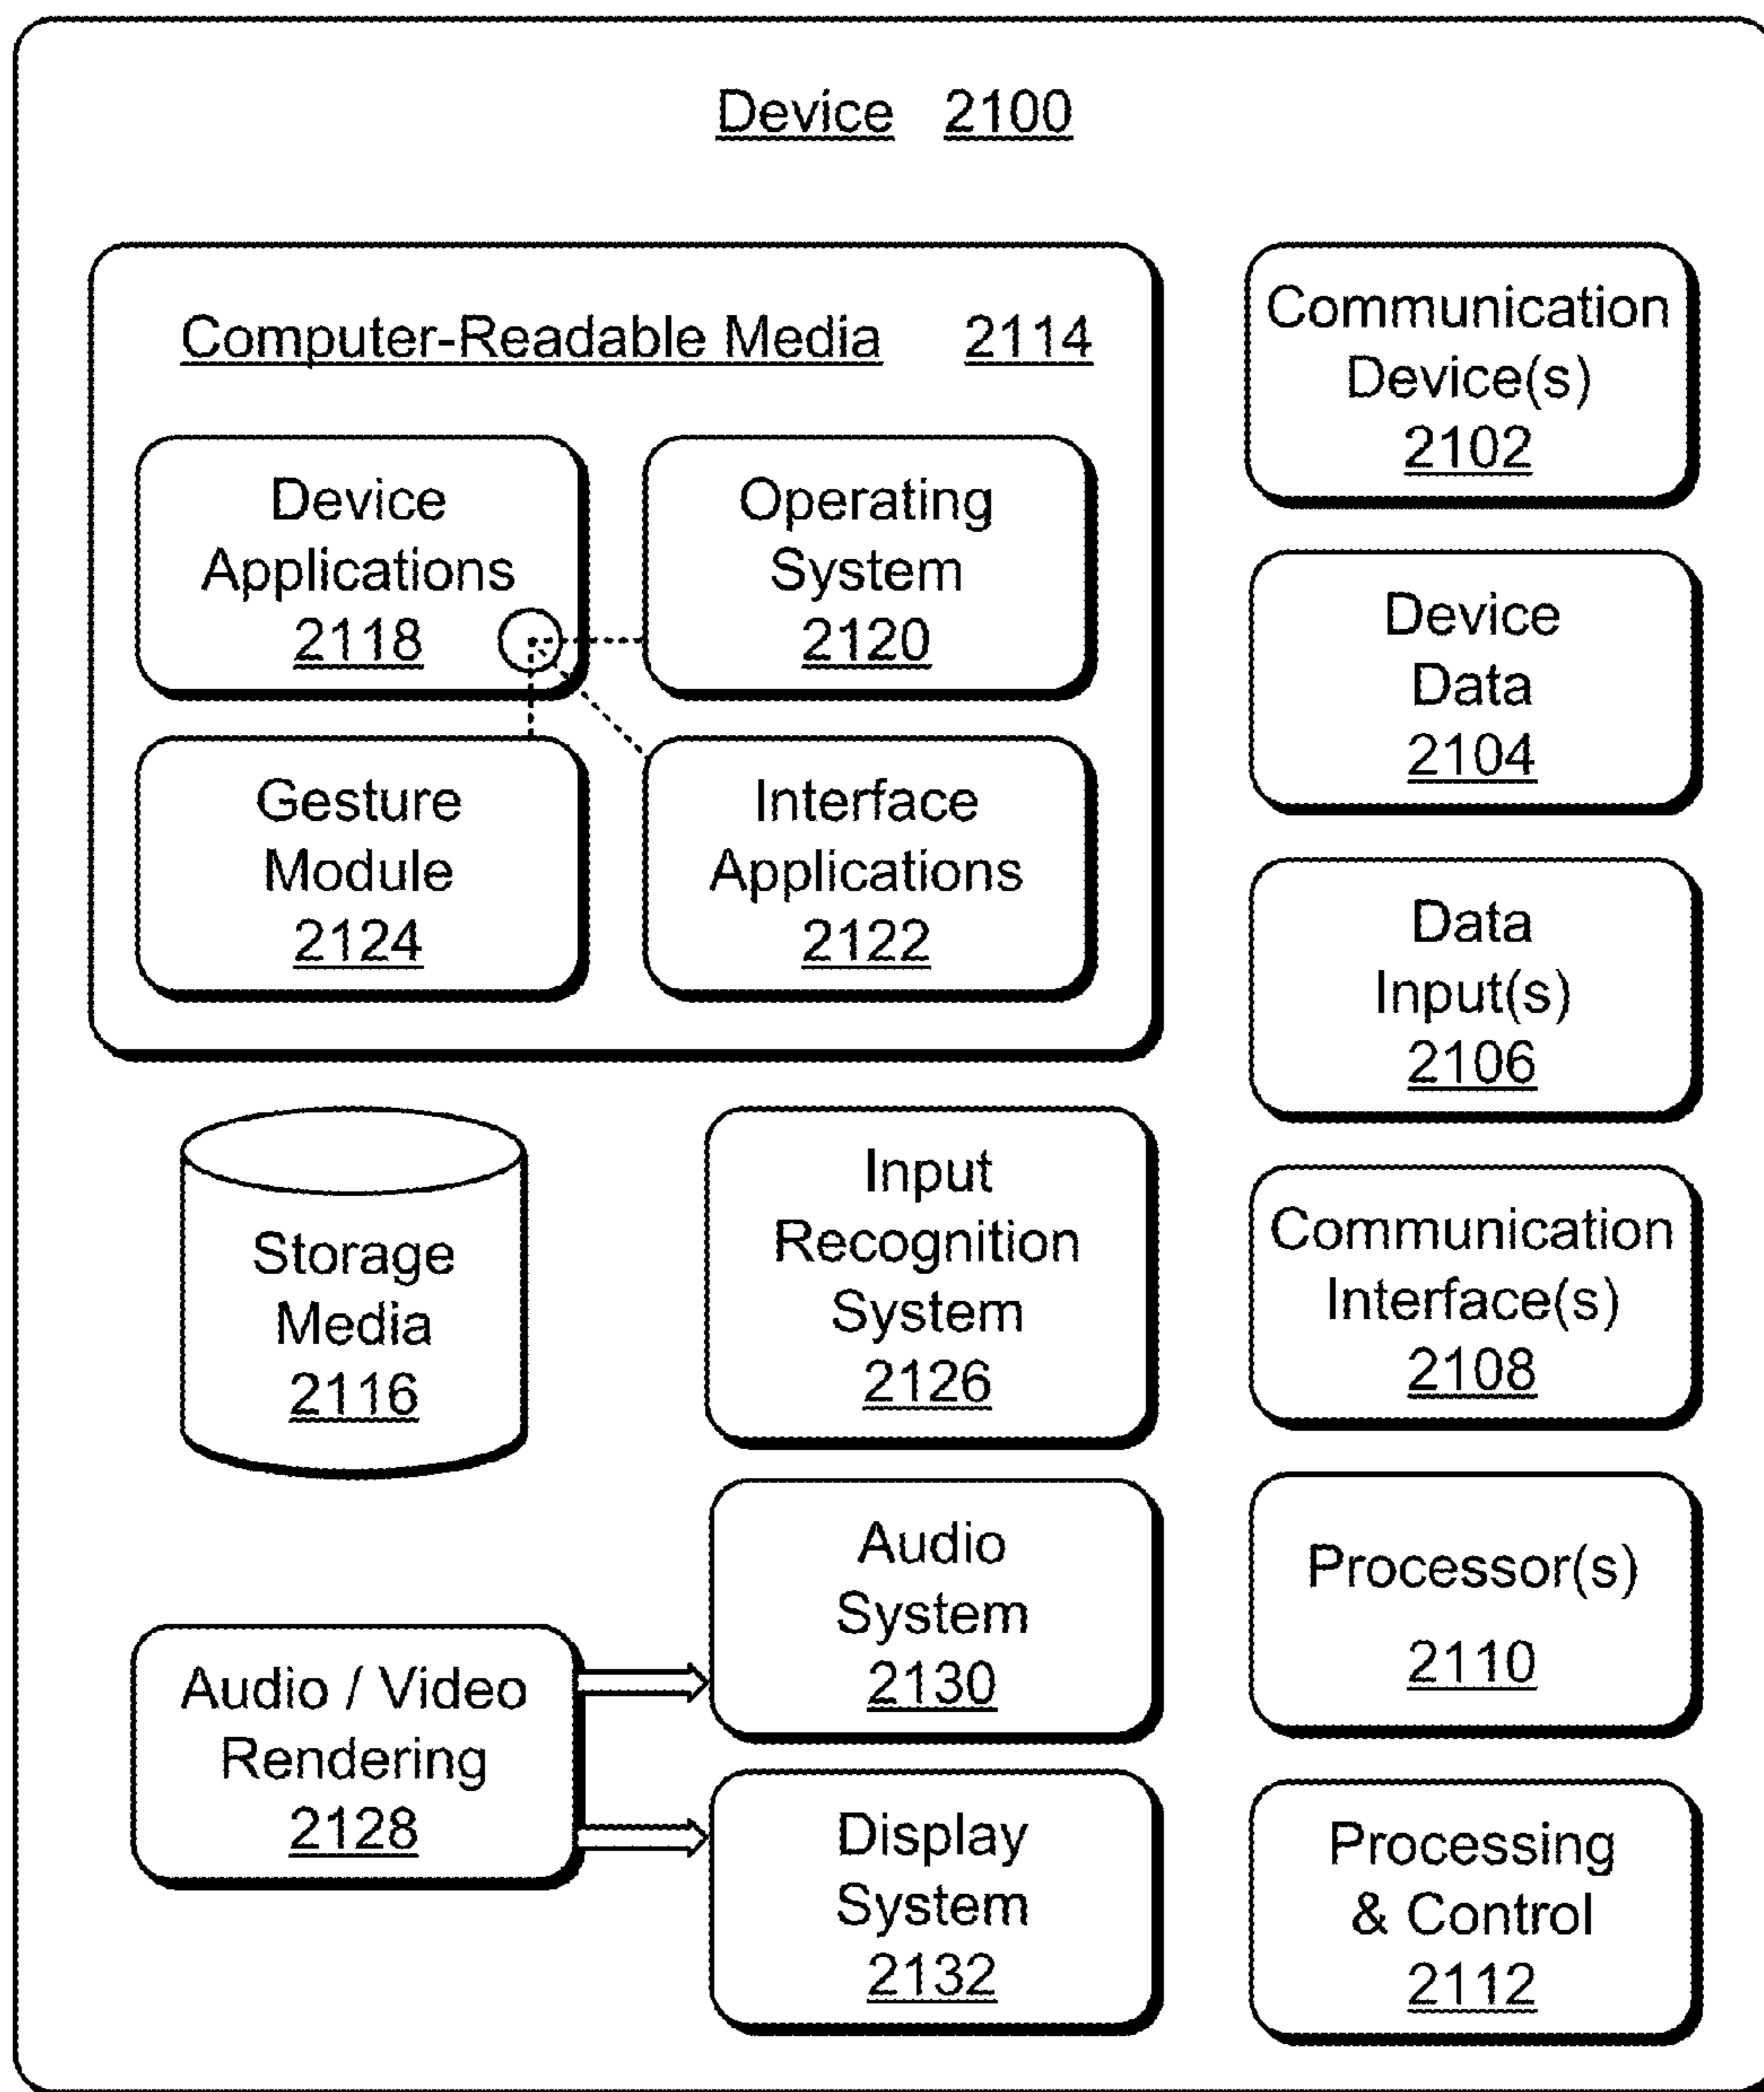 Device 2100
Computer-Readable Media 2114
Device
Applications
2118
Operating
System
2120
Gesture
Module
2124
Interface
Applications
2122
Storage
Media
2116
Input
Recognition
System
2126
Audio / Video
Rendering
2128
Audio
System
2130
Display
System
2132
Communication
Device(s)
2102
Device
Data
2104
Data
Input(s)
2106
Communication
Interface(s)
2108
Processor(s)
2110
Processing
& Control
2112